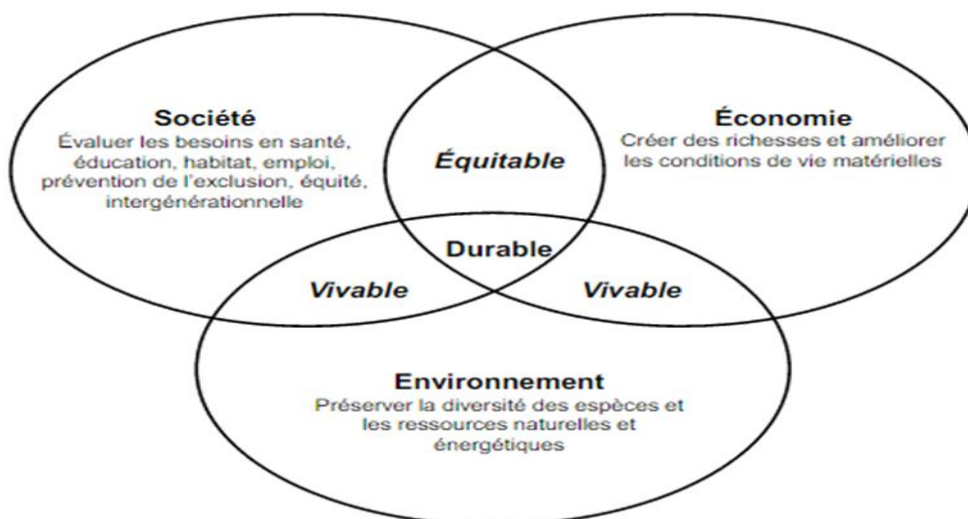 Société
Évaluer les besoins en santé,
éducation, habitat, emploi,
prévention de l'exclusion, équité,
intergénérationnelle
Économie
Créer des richesses et améliorer
les conditions de vie matérielles
Équitable
Durable
Vivable
Vivable
Environnement
Préserver la diversité des espèces et
les ressources naturelles et
énergétiques